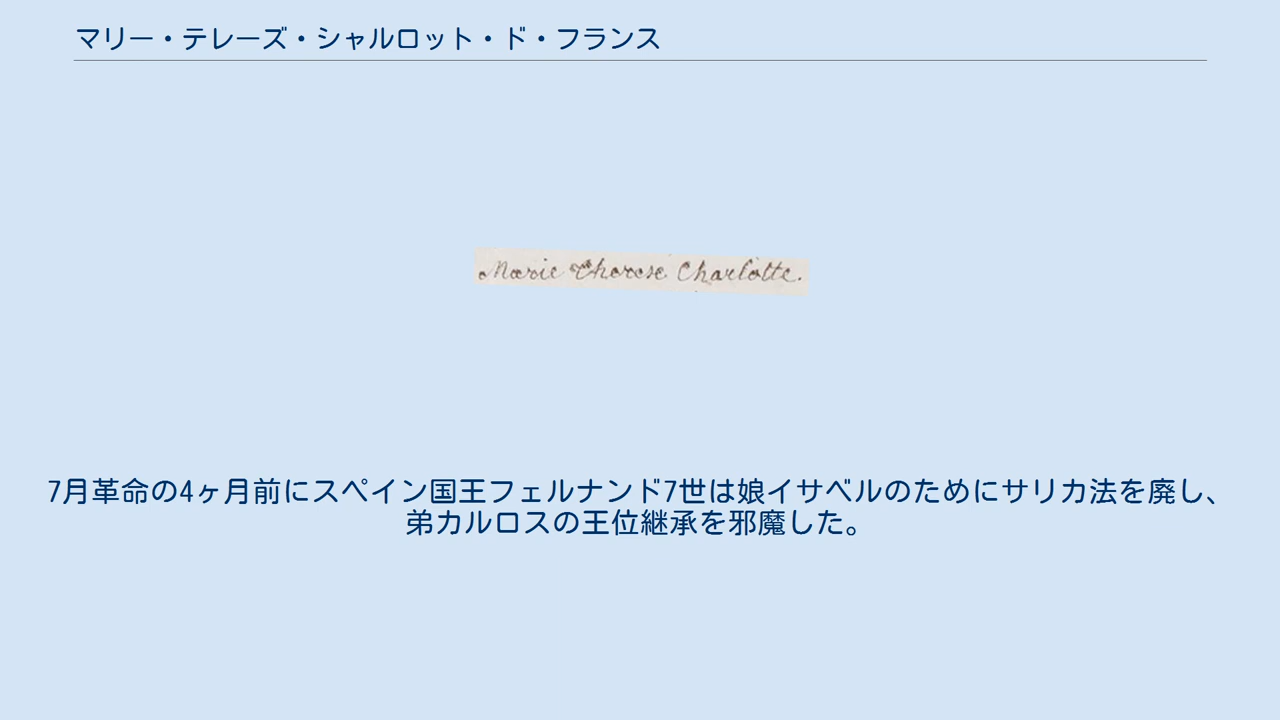 マリー・テレーズ・シャルロット・ド・フランス
Marie Therese Charlotte.
7月革命の4ヶ月前にスペイン国王フェルナンド7世は娘イサベルのためにサリカ法を廃し、
弟カルロスの王位継承を邪魔した。